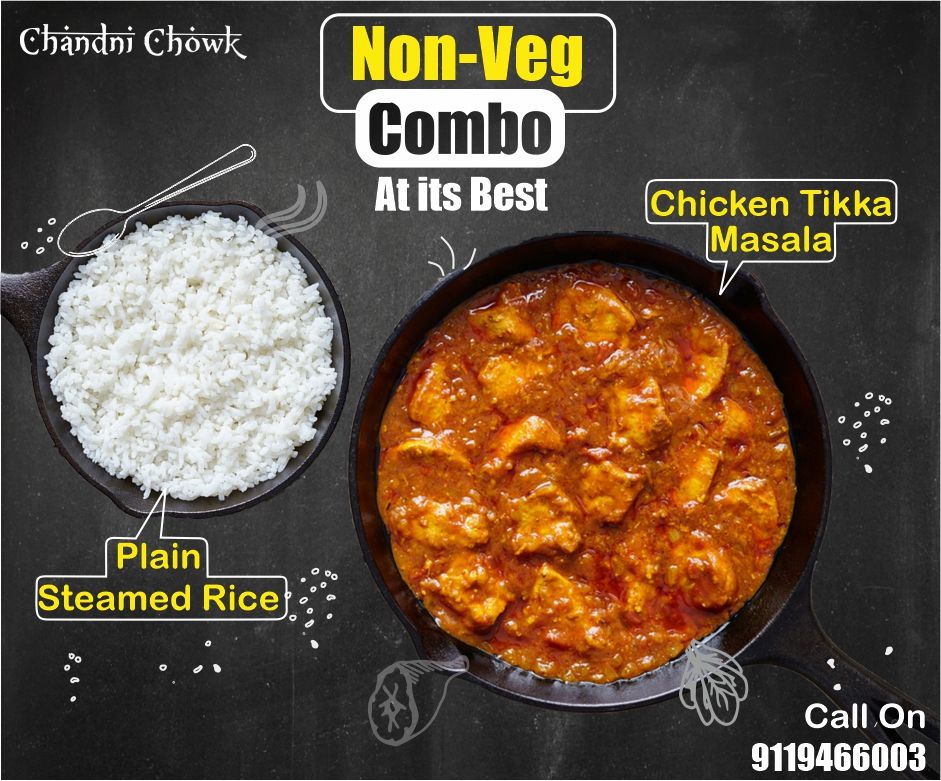 Chandni Chowk
Non-Veg
Combo
At its Best
Chicken Tikka
Masala
Plain
Steamed Rice
Call On
9119466003